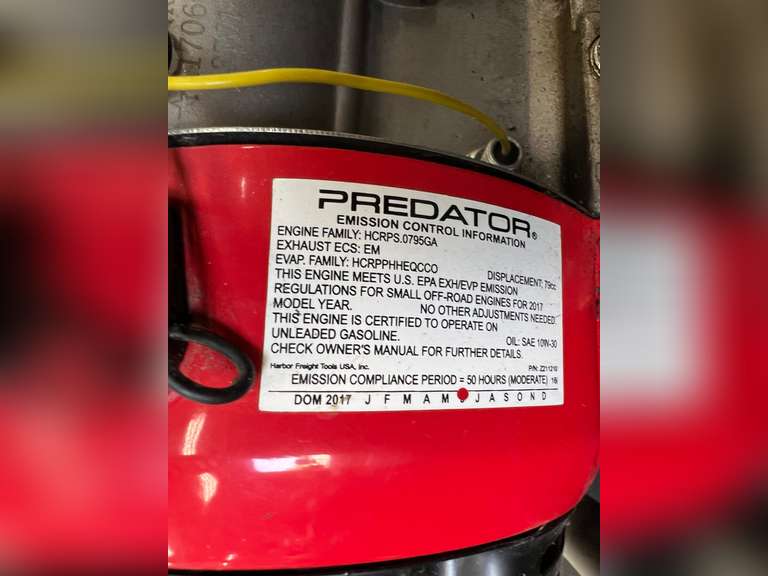 1706
PREDATOR®
EMISSION CONTROL INFORMATION
ENGINE FAMILY: HCRPS.0795GA
EXHAUST ECS: EM
EVAP. FAMILY: HCRPPHHEQCCO DISPLACEMENT: 79cc
THIS ENGINE MEETS U.S. EPA EXH/EVP EMISSION
REGULATIONS FOR SMALL OFF-ROAD ENGINES FOR 2017
MODEL YEAR. NO OTHER ADJUSTMENTS NEEDED.
THIS ENGINE IS CERTIFIED TO OPERATE ON
UNLEADED GASOLINE. OIL: SAE 10W-30
CHECK OWNER'S MANUAL FOR FURTHER DETAILS.
Harbor Freight Tools USA, Inc. P/N: Z211210
EMISSION COMPLIANCE PERIOD = 50 HOURS (MODERATE) 16i
DOM 2017 J F M A M J A S O N D